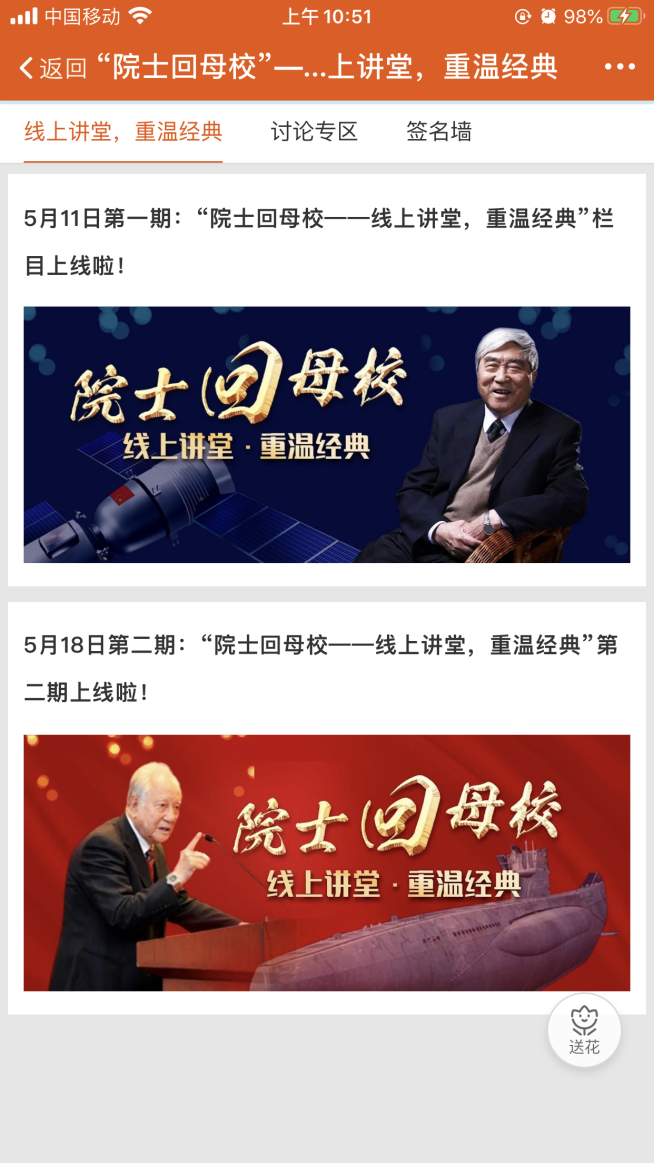 中国移动
上午10:51
98%
返回
“院士回母校”—...上讲堂，重温经典
线上讲堂，重温经典
讨论专区
签名墙
5月11日第一期：“院士回母校——线上讲堂，重温经典”栏
目上线啦！
院士回母校
线上讲堂·重温经典
5月18日第二期：“院士回母校——线上讲堂，重温经典”第
二期上线啦！
院士回母校
线上讲堂·重温经典
送花